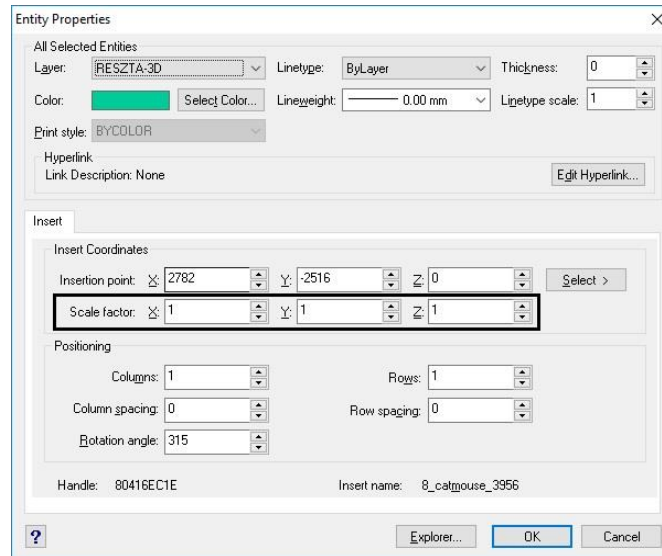 Entity Properties
All Selected Entities
Layer: RESZTA-3D Linetype: ByLayer Thickness: 0
Color: Select Color... Lineweight: 0.00 mm Linetype scale: 1
Print style: BYCOLOR
Hyperlink
Link Description: None Edit Hyperlink...
Insert
Insert Coordinates
Insertion point: X: 2782 Y: -2516 Z: 0 Select >
Scale factor: X: 1 Y: 1 Z: 1
Positioning
Columns: 1 Rows: 1
Column spacing: 0 Row spacing: 0
Rotation angle: 315
Handle: 80416EC1E Insert name: 8_catmouse_3956
? Explorer... OK Cancel